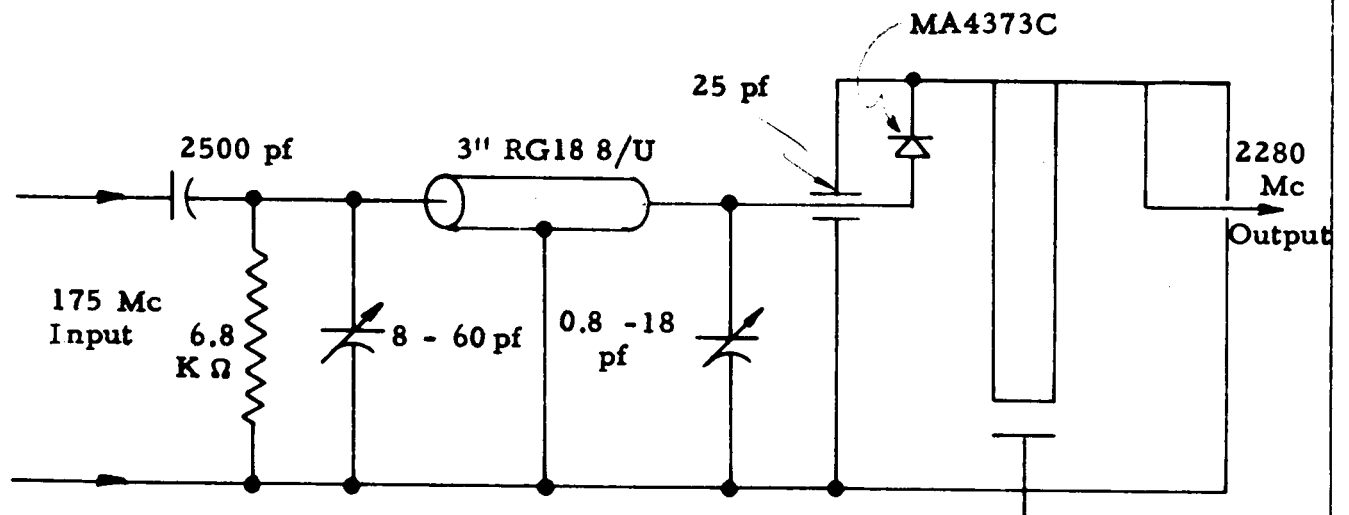 MA4373C
25 pf
2500 pf
3" RG18 8/U
2280
Mc
Output
175 Mc
Input
6.8
K Ω
8 - 60 pf
0.8 -18
pf